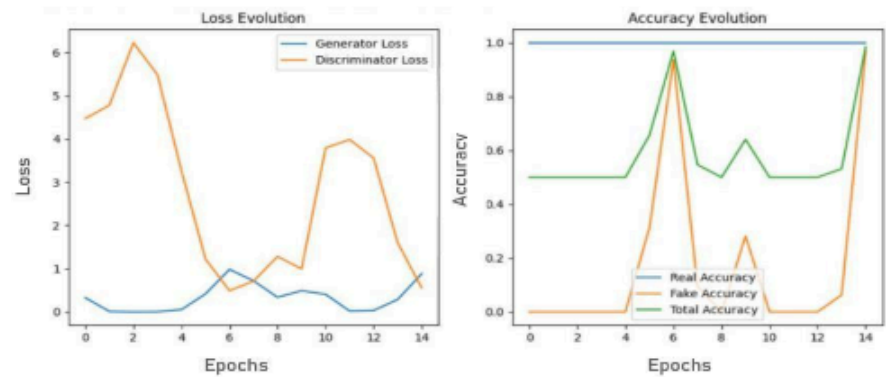 Loss Evolution
Generator Loss
Discriminator Loss
Loss
6
5
4
3
2
1
0
0 2 4 6 8 10 12 14
Epochs
Accuracy Evolution
Accuracy
1.0
0.8
0.6
0.4
0.2
0.0
Real Accuracy
Fake Accuracy
Total Accuracy
0 2 4 6 8 10 12 14
Epochs